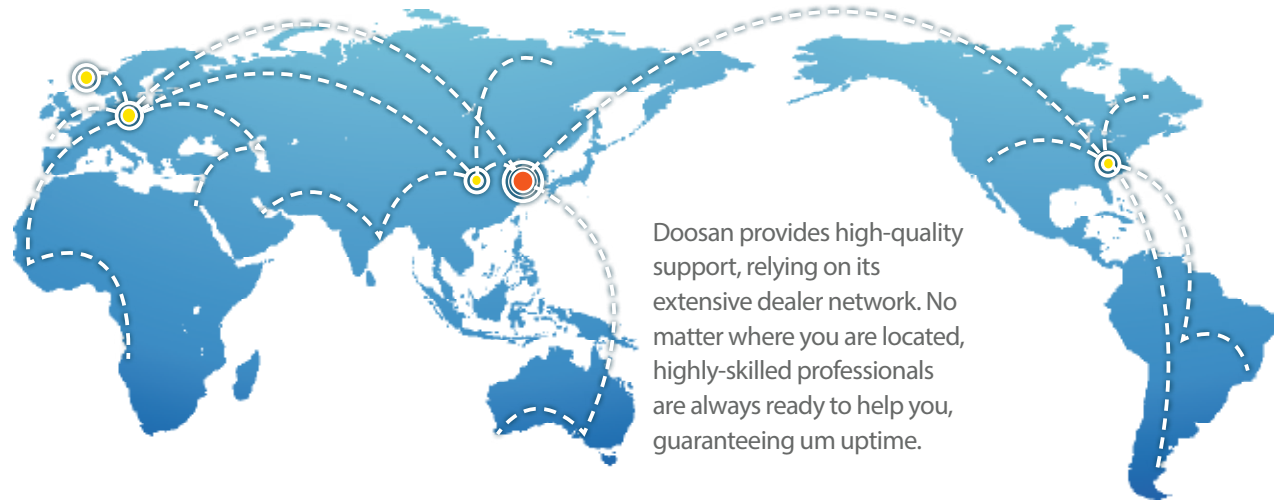 Doosan provides high-quality
support, relying on its
extensive dealer network. No
matter where you are located,
highly-skilled professionals
are always ready to help you,
guaranteeing um uptime.